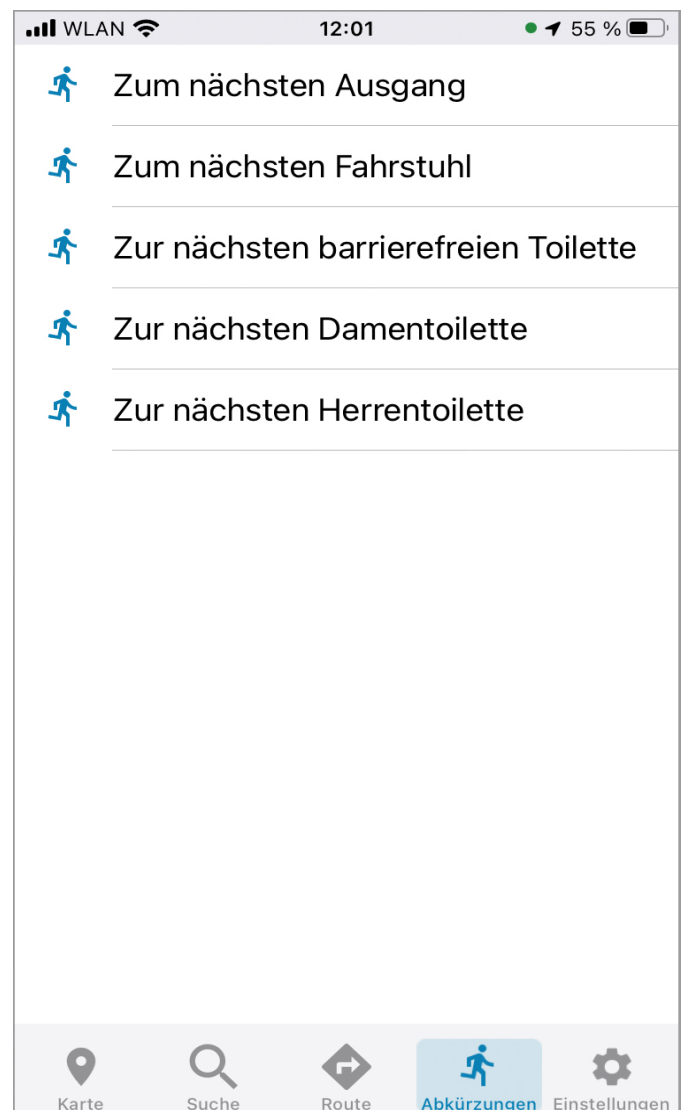 WLAN 12:01 55 %
Zum nächsten Ausgang
Zum nächsten Fahrstuhl
Zur nächsten barrierefreien Toilette
Zur nächsten Damentoilette
Zur nächsten Herrentoilette
Karte Suche Route Abkürzungen Einstellungen